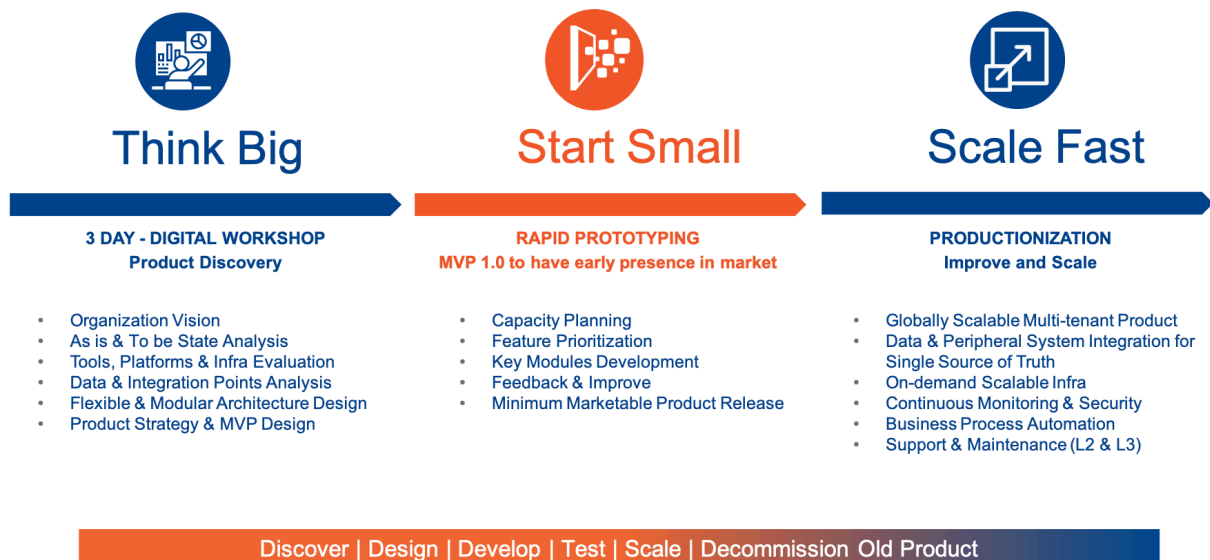 Think Big
3 DAY - DIGITAL WORKSHOP
Product Discovery
• Organization Vision
• As is & To be State Analysis
• Tools, Platforms & Infra Evaluation
• Data & Integration Points Analysis
• Flexible & Modular Architecture Design
• Product Strategy & MVP Design
Start Small
RAPID PROTOTYPING
MVP 1.0 to have early presence in market
• Capacity Planning
• Feature Prioritization
• Key Modules Development
• Feedback & Improve
• Minimum Marketable Product Release
Scale Fast
PRODUCTIONIZATION
Improve and Scale
• Globally Scalable Multi-tenant Product
• Data & Peripheral System Integration for
Single Source of Truth
• On-demand Scalable Infra
• Continuous Monitoring & Security
• Business Process Automation
• Support & Maintenance (L2 & L3)
Discover | Design | Develop | Test | Scale | Decommission Old Product